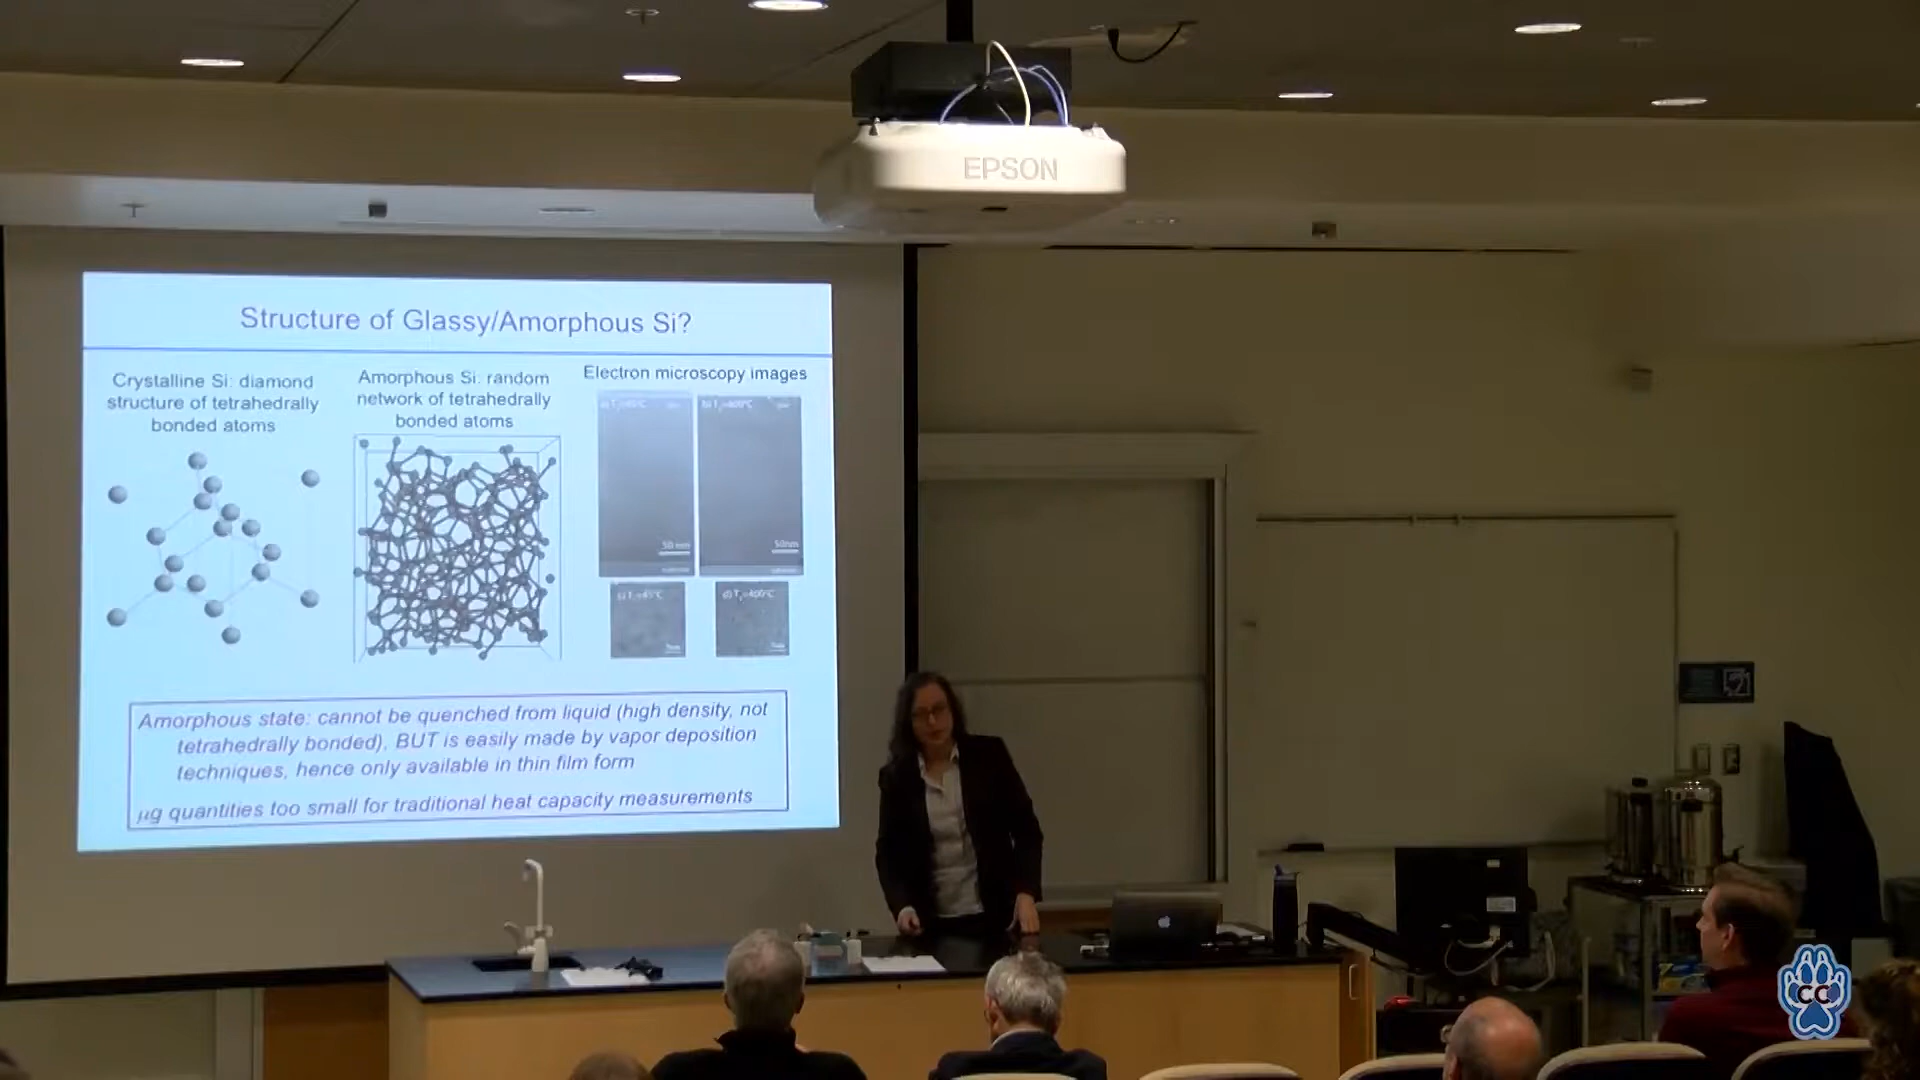 EPSON
Structure of Glassy/Amorphous Si?
Crystalline Si: diamond
structure of tetrahedrally
bonded atoms
Amorphous Si: random
network of tetrahedrally
bonded atoms
Electron microscopy images
50 nm
50nm
Amorphous state: cannot be quenched from liquid (high density, not
tetrahedrally bonded), BUT is easily made by vapor deposition
techniques, hence only available in thin film form
µg quantities too small for traditional heat capacity measurements
CC